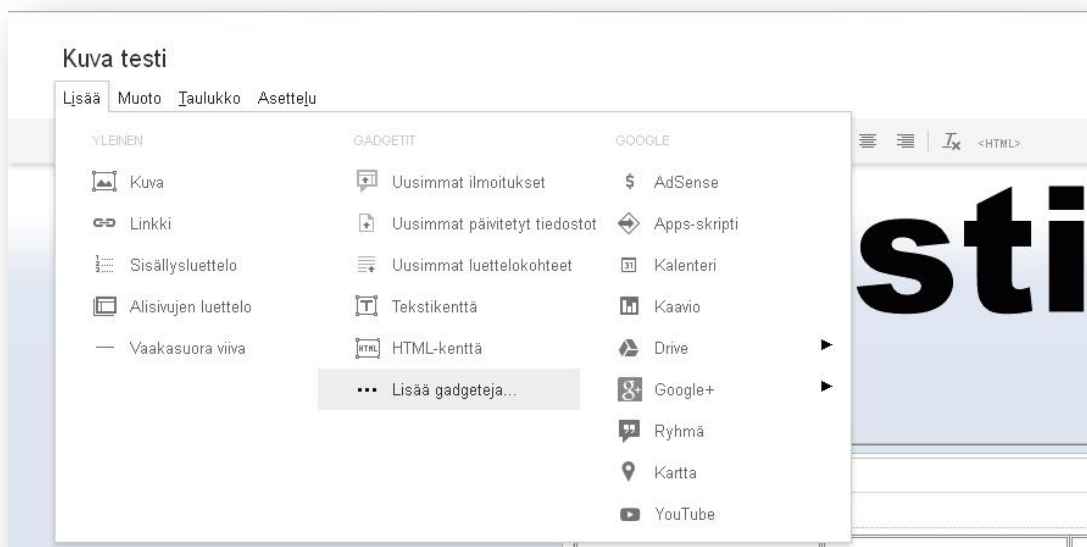 Kuva testi
Lisää Muoto Taulukko Asettelu
YLEINEN
Kuva
Linkki
Sisällysluettelo
Alisivujen luettelo
Vaakasuora viiva
GADGETIT
Uusimmat ilmoitukset
Uusimmat päivitetyt tiedostot
Uusimmat luettelokohteet
Tekstikenttä
HTML-kenttä
Lisää gadgeteja...
GOOGLE
AdSense
Apps-skripti
Kalenteri
Kaavio
Drive
Google+
Ryhmä
Kartta
YouTube
<HTML>
sti